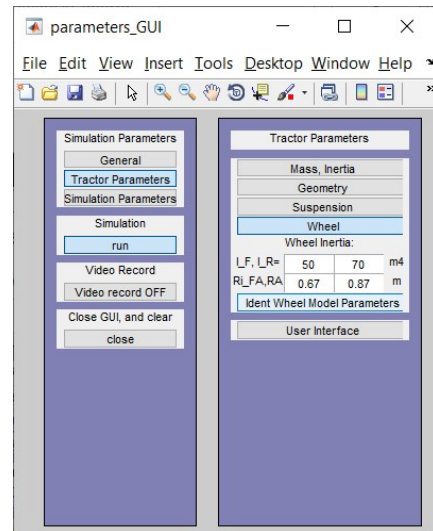 parameters_GUI
File Edit View Insert Tools Desktop Window Help
Simulation Parameters
General
Tractor Parameters
Simulation Parameters
Simulation
run
Video Record
Video record OFF
Close GUI, and clear
close
Tractor Parameters
Mass, Inertia
Geometry
Suspension
Wheel
Wheel Inertia:
I_F, I_R= 50 70 m4
Ri_FA,RA 0.67 0.87 m
Ident Wheel Model Parameters
User Interface